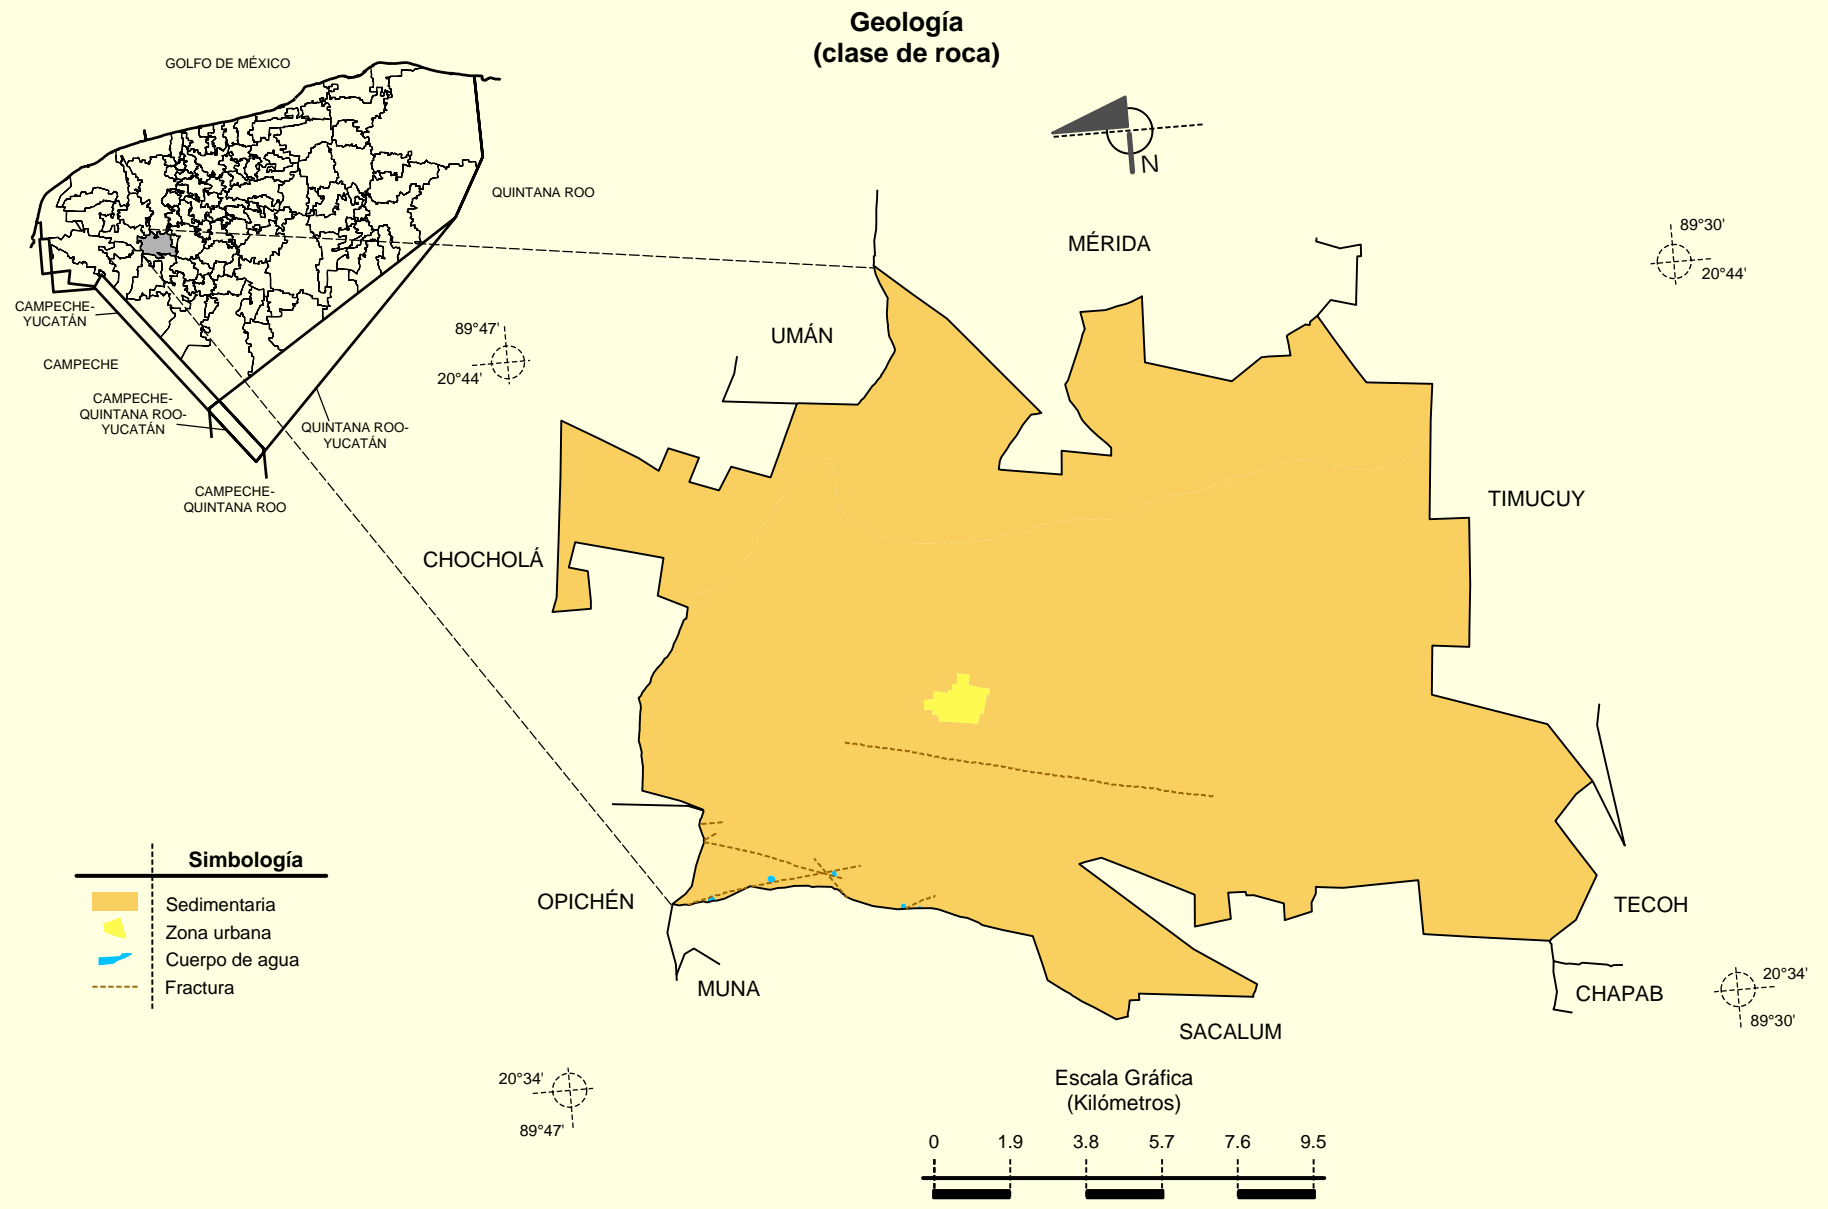 Geología
(clase de roca)
GOLFO DE MÉXICO
QUINTANA ROO
CAMPECHE-
YUCATÁN
CAMPECHE
CAMPECHE-
QUINTANA ROO-
YUCATÁN
QUINTANA ROO-
YUCATÁN
CAMPECHE-
QUINTANA ROO
N
MÉRIDA
UMÁN
89°30'
20°44'
89°47'
20°44'
TIMUCUY
CHOCHOLÁ
OPICHÉN
MUNA
SACALUM
TECOH
CHAPAB
20°34'
89°30'
20°34'
89°47'
Simbología
Sedimentaria
Zona urbana
Cuerpo de agua
Fractura
Escala Gráfica
(Kilómetros)
0 1.9 3.8 5.7 7.6 9.5